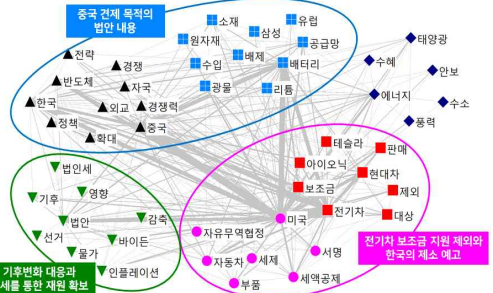 중국 견제 목적의
법안 내용
소재
유럽
원자재
삼성
공급망
태양광
전략
경쟁
수입
배제
배터리
수혜
안보
반도체
자국
광물
리튬
에너지
한국
외교
경쟁력
수소
정책
확대
중국
풍력
테슬라
판매
아이오닉
현대차
법인세
보조금
제외
기후
영향
전기차
대상
법안
감축
미국
선거
바이든
자유무역협정
물가
서명
전기차 보조금 지원 제외와
한국의 제소 예고
자동차
세제
기후변화 대응과
세를 통한 재원 확보
인플레이션
부품
세액공제